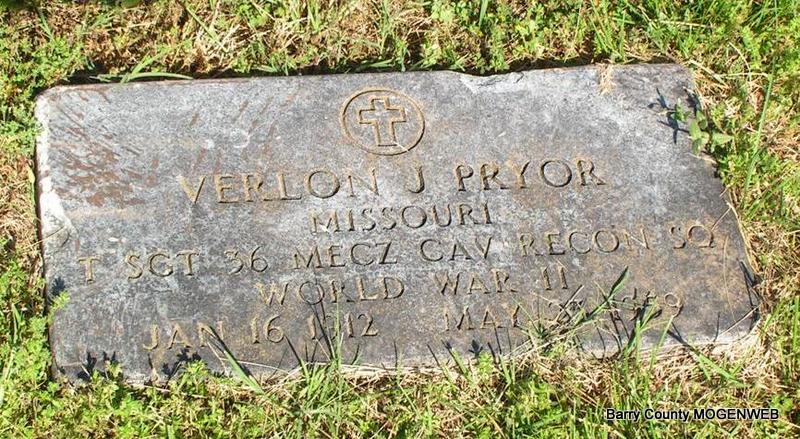 VERLON J PRYOR
MISSOURI
T SGT 36 MECZ CAV RECON SQ
WORLD WAR II
JAN 16 1912 MAY
Barry County MOGENWEB